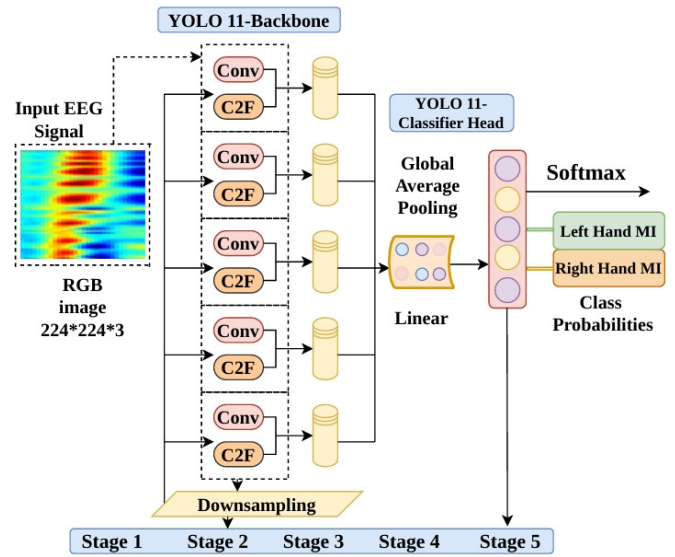 YOLO 11-Backbone
Input EEG
Signal
RGB
image
224*224*3
Conv
C2F
Conv
C2F
Conv
C2F
Conv
C2F
Conv
C2F
Downsampling
YOLO 11-
Classifier Head
Global
Average
Pooling
Linear
Softmax
Left Hand MI
Right Hand MI
Class
Probabilities
Stage 1 Stage 2 Stage 3 Stage 4 Stage 5